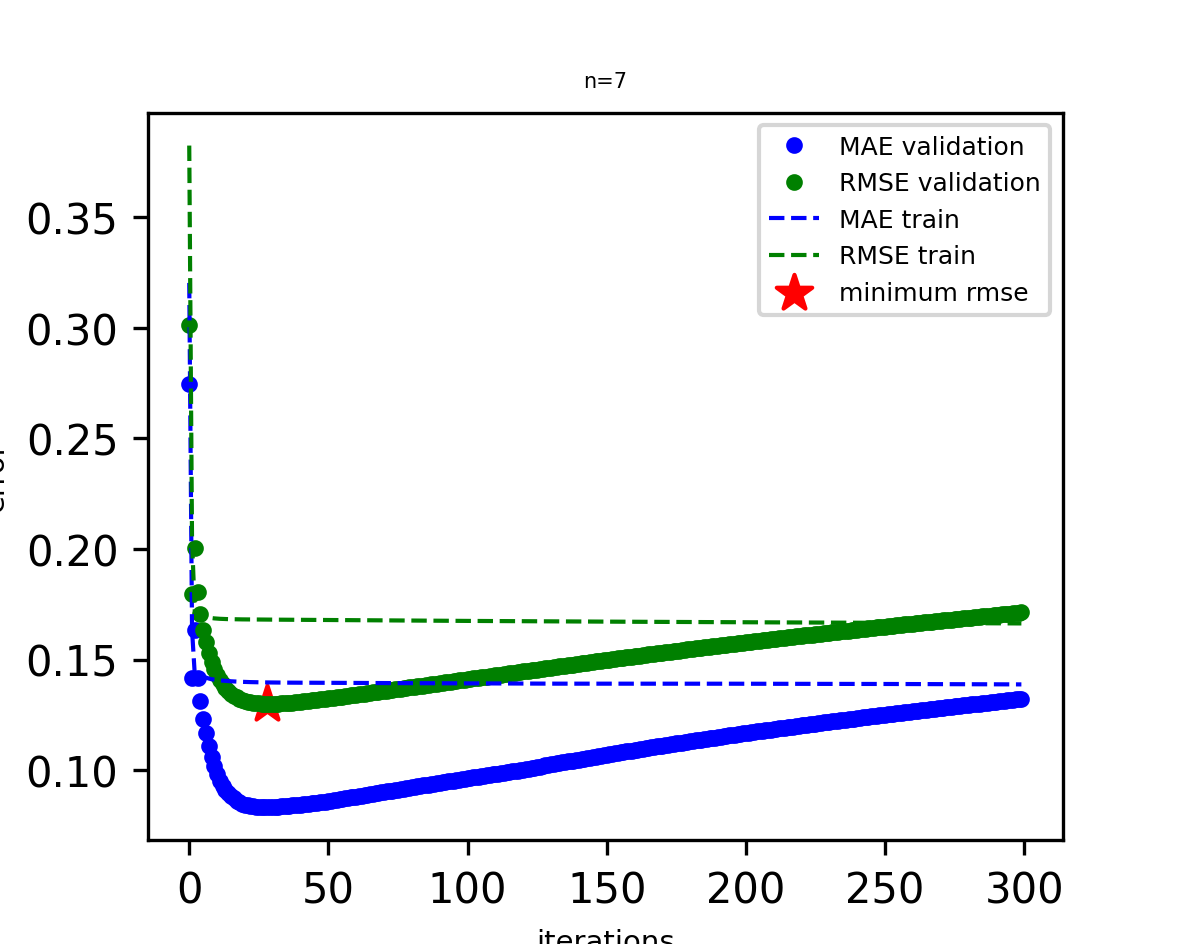 n=7
MAE validation
RMSE validation
MAE train
RMSE train
minimum rmse
0.35
0.30
0.25
0.20
0.15
0.10
0 50 100 150 200 250 300
iterations